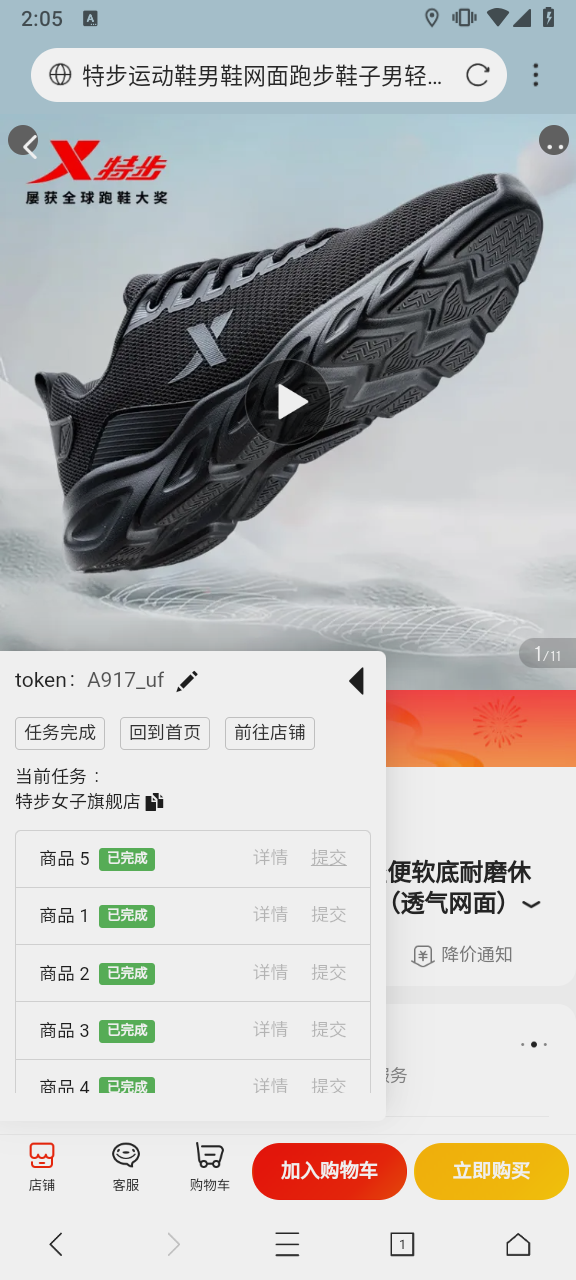 2:05
A
特步运动鞋男鞋网面跑步鞋子男轻...
特步
屡获全球跑鞋大奖
1/11
token: A917_uf
任务完成 回到首页 前往店铺
当前任务：
特步女子旗舰店
商品 5 已完成 详情 提交
商品 1 已完成 详情 提交
商品 2 已完成 详情 提交
商品 3 已完成 详情 提交
商品 4 已完成 详情 提交
便软底耐磨休
（透气网面）
降价通知
服务
店铺 客服 购物车 加入购物车 立即购买
1